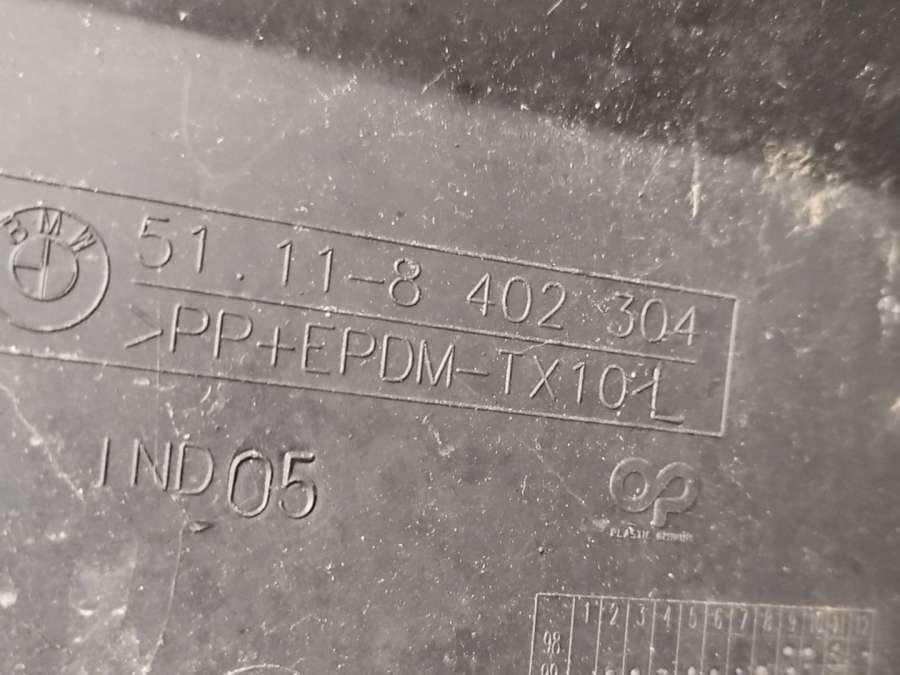 BMW
51.11-8 402 304
>PP+EPDM-TX10<
L
IND05
PLASTIC OMNIUM
1 2 3 4 5 6 7 8 9 10 11 12
98
99